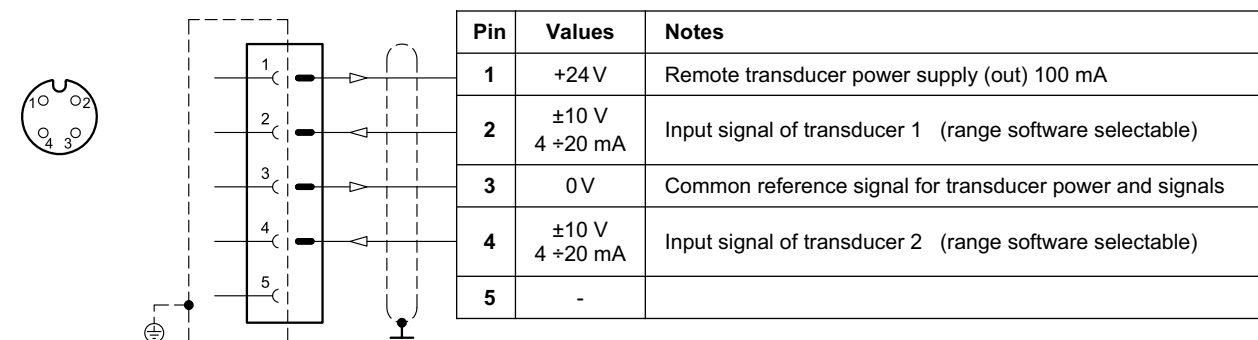 Pin Values Notes
1 +24 V Remote transducer power supply (out) 100 mA
2 ±10 V
4 ÷20 mA Input signal of transducer 1 (range software selectable)
3 0 V Common reference signal for transducer power and signals
4 ±10 V
4 ÷20 mA Input signal of transducer 2 (range software selectable)
5 -
1
2
3
4
5
1 2
4 3